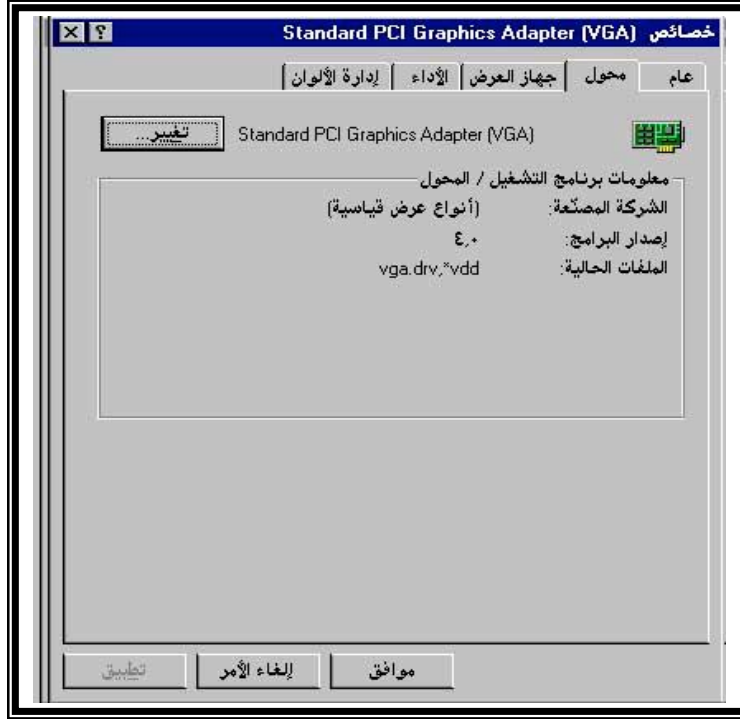 خصائص Standard PCI Graphics Adapter (VGA)
عام محول جهاز العرض الأداء إدارة الألوان
Standard PCI Graphics Adapter (VGA) تغيير...
معلومات برنامج التشغيل / المحول
الشركة المصنّعة: (أنواع عرض قياسية)
إصدار البرامج: ٤,٠
الملفات الحالية: vga.drv,*vdd
موافق إلغاء الأمر تطبيق